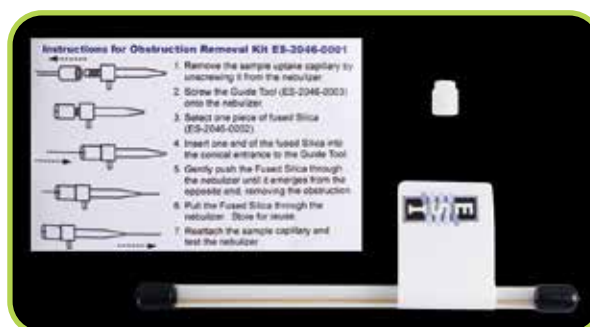 Instructions for Obstruction Removal Kit ES-2046-0001
1. Remove the sample uptake capillary by
unscrewing it from the nebulizer.
2. Screw the Guide Tool (ES-2046-0003)
onto the nebulizer.
3. Select one piece of fused Silica
(ES-2046-0002)
4. Insert one end of the fused Silica into
the conical entrance to the Guide Tool
5. Gently push the Fused Silica through
the nebulizer until it emerges from the
opposite end, removing the obstruction.
6. Pull the Fused Silica through the
nebulizer. Store for reuse.
7. Reattach the sample capillary and
test the nebulizer